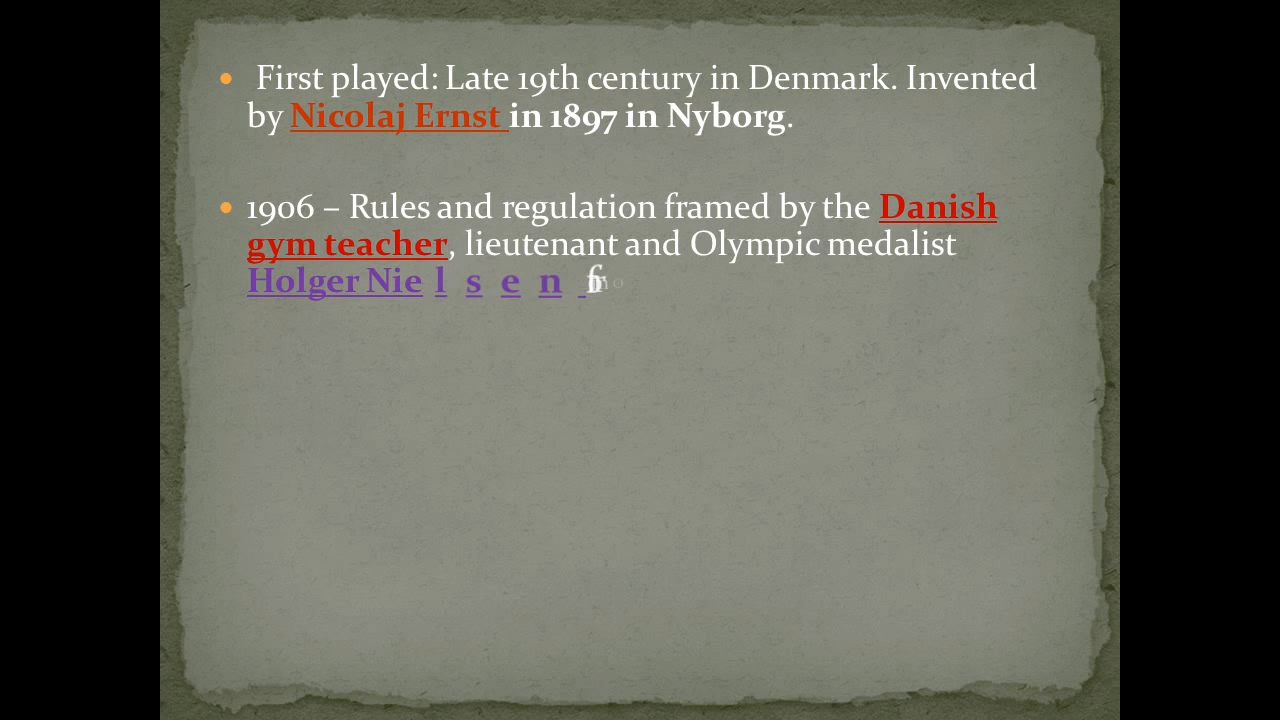 • First played: Late 19th century in Denmark. Invented
by Nicolaj Ernst in 1897 in Nyborg.
• 1906 – Rules and regulation framed by the Danish
gym teacher, lieutenant and Olympic medalist
Holger Nielsen